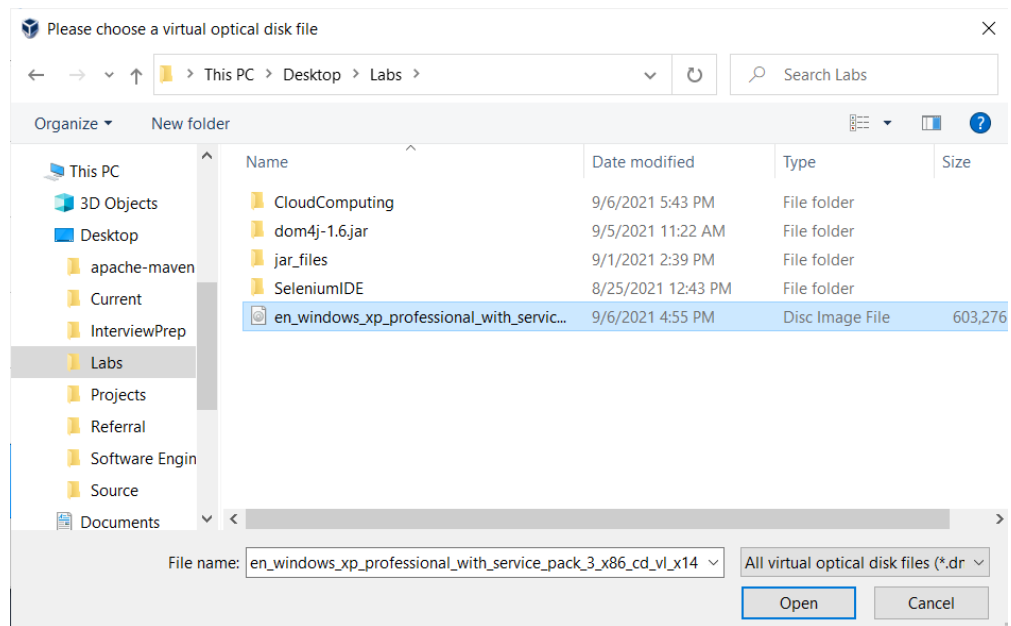 Please choose a virtual optical disk file
This PC > Desktop > Labs >
Search Labs
Organize
New folder
?
Name
Date modified
Type
Size
This PC
3D Objects
Desktop
apache-maven
Current
InterviewPrep
Labs
Projects
Referral
Software Engin
Source
Documents
CloudComputing 9/6/2021 5:43 PM File folder
dom4j-1.6.jar 9/5/2021 11:22 AM File folder
jar_files 9/1/2021 2:39 PM File folder
SeleniumIDE 8/25/2021 12:43 PM File folder
en_windows_xp_professional_with_servic... 9/6/2021 4:55 PM Disc Image File 603,276
File name: en_windows_xp_professional_with_service_pack_3_x86_cd_vl_x14
All virtual optical disk files (*.dr
Open
Cancel